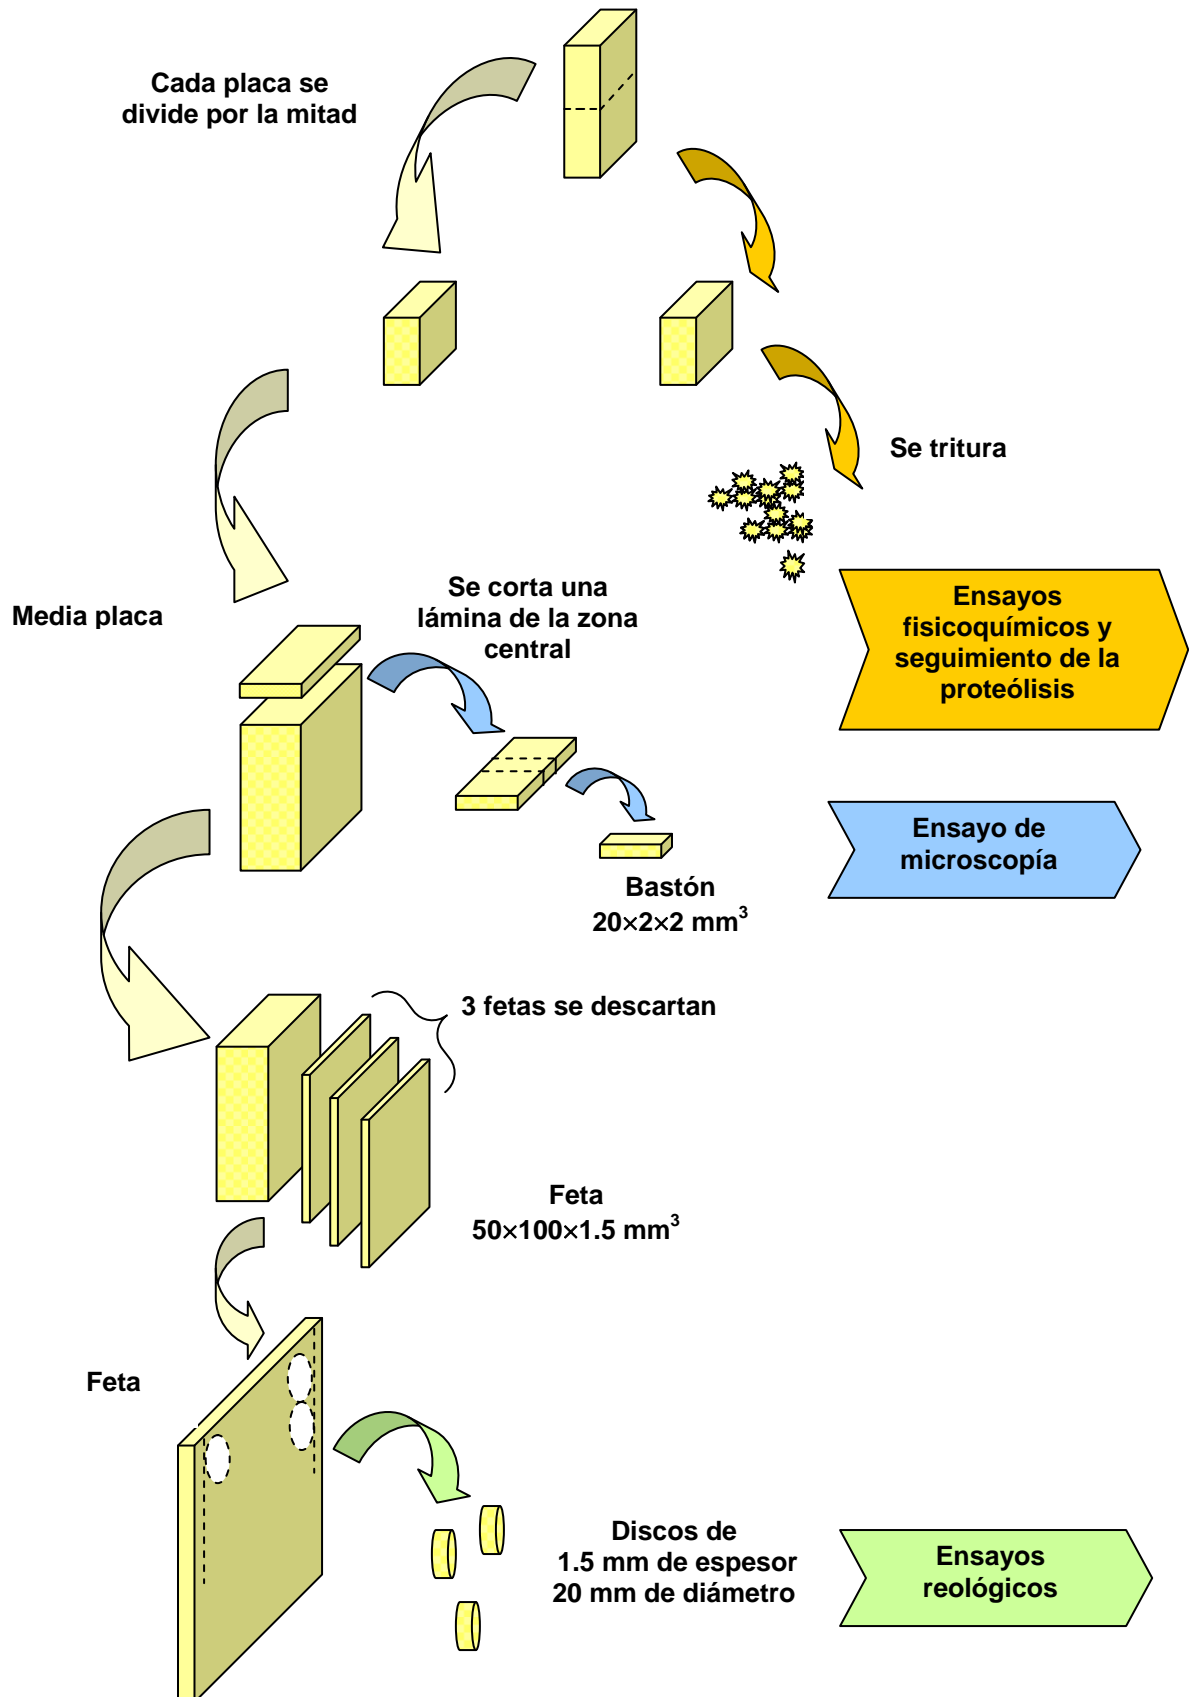 Cada placa se
divide por la mitad
Se tritura
Media placa
Se corta una
lámina de la zona
central
Ensayos
fisicoquímicos y
seguimiento de la
proteólisis
Ensayo de
microscopía
Bastón
20×2×2 mm³
3 fetas se descartan
Feta
50×100×1.5 mm³
Feta
Discos de
1.5 mm de espesor
20 mm de diámetro
Ensayos
reológicos